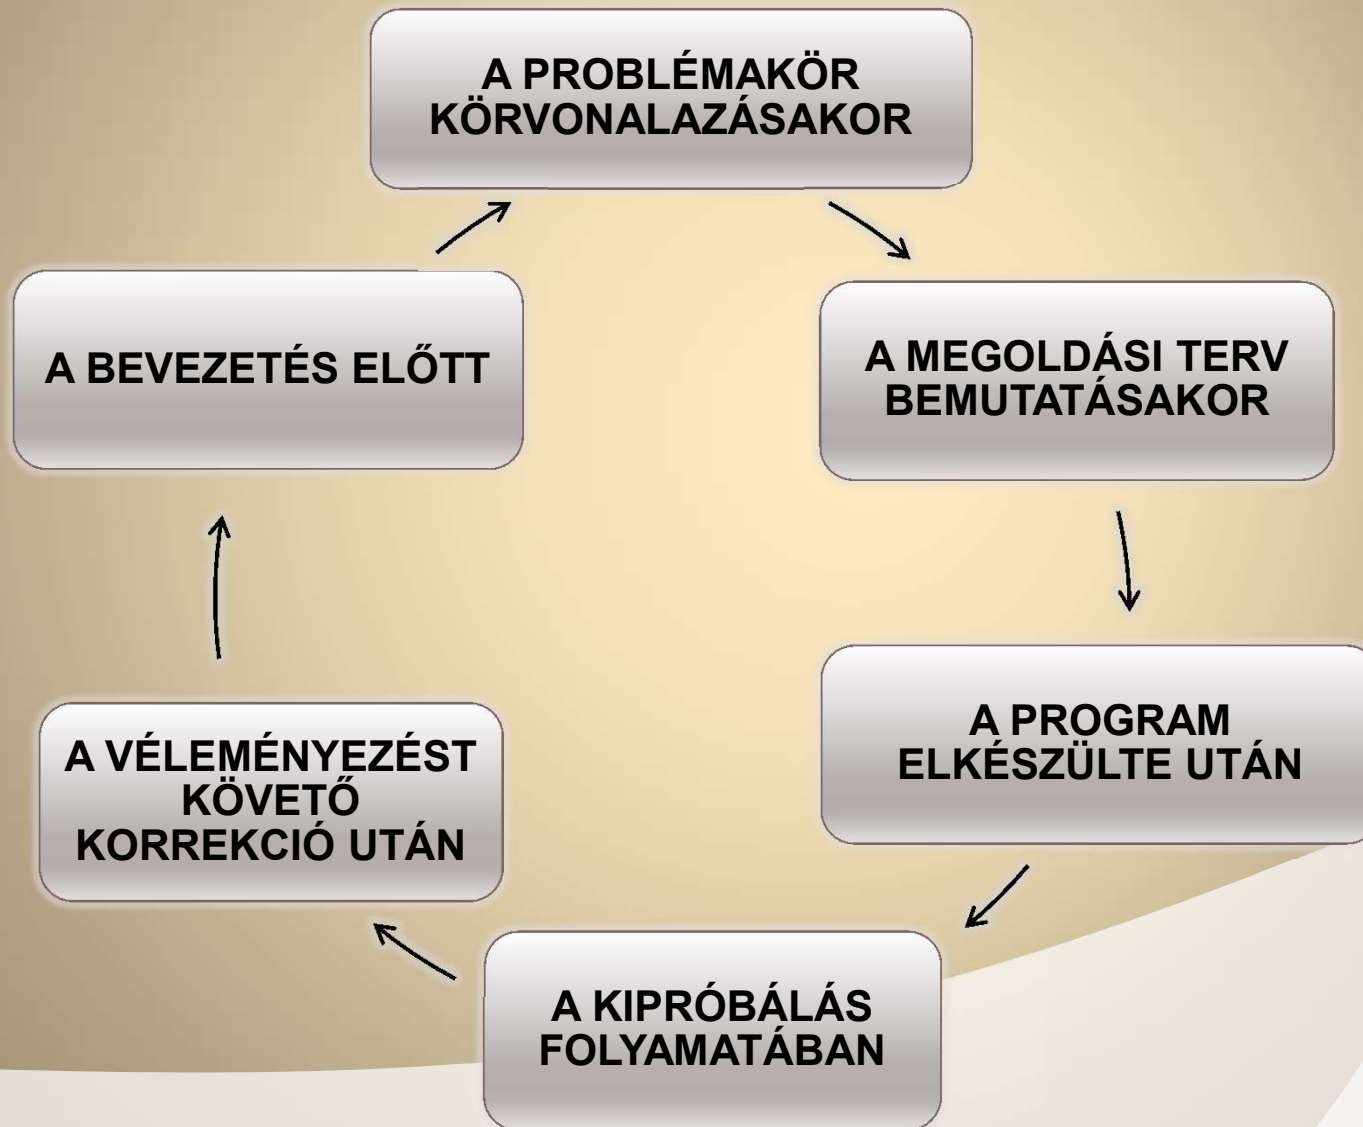 A PROBLÉMAKÖR
KÖRVONALAZÁSAKOR
A MEGOLDÁSI TERV
BEMUTATÁSAKOR
A PROGRAM
ELKÉSZÜLTE UTÁN
A KIPRÓBÁLÁS
FOLYAMATÁBAN
A VÉLEMÉNYEZÉST
KÖVETŐ
KORREKCIÓ UTÁN
A BEVEZETÉS ELŐTT